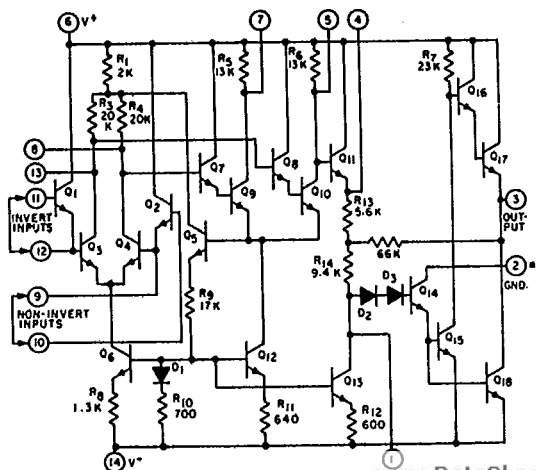 6 V+
7
5
4
R1 2K
R5 13K
R6 13K
R7 23K
Q16
R3 20 K
R4 20K
8
13
Q7
Q8
Q11
Q17
11
Q1
Q2
Q9
Q10
INVERT INPUTS
R13 5.6K
3
OUT-PUT
12
Q3
Q4
Q5
66K
R14 9.4K
2
GND.
9
NON-INVERT INPUTS
10
R9 17K
D2
D3
Q14
Q15
Q6
D1
Q12
Q13
Q18
R8 1.3K
R10 700
R11 640
R12 600
14 V-
1